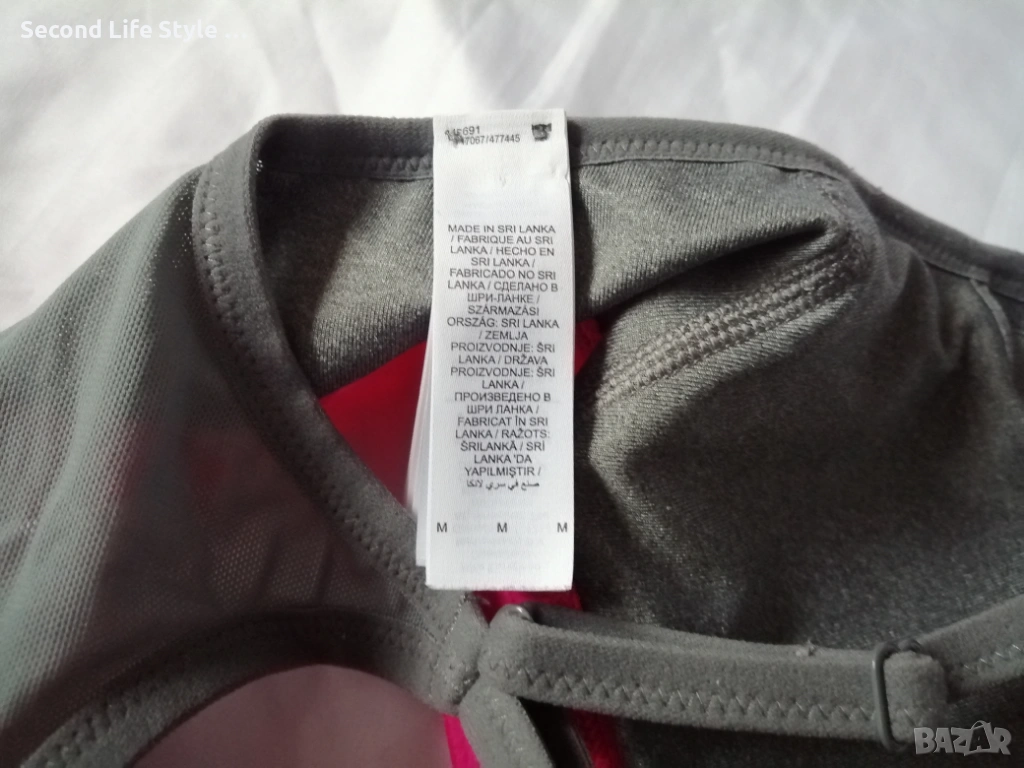 Second Life Style ...
477445
MADE IN SRI LANKA
/ FABRIQUE AU SRI
LANKA / HECHO EN
SRI LANKA /
FABRICADO NO SRI
LANKA / СДЕЛАНО В
ШРИ-ЛАНКЕ /
SZÁRMAZÁSI
ORSZÁG: SRI LANKA
/ ZEMLJA
PROIZVODNJE: ŠRI
LANKA / DRŽAVA
PROIZVODNJE: ŠRI
LANKA /
ПРОИЗВЕДЕНО В
ШРИ ЛАНКА /
FABRICAT ÎN SRI
LANKA / RAŽOTS:
ŠRILANKĀ / SRİ
LANKA 'DA
YAPILMIŞTIR /
صنع في سري لانكا
M M M
BAZAR